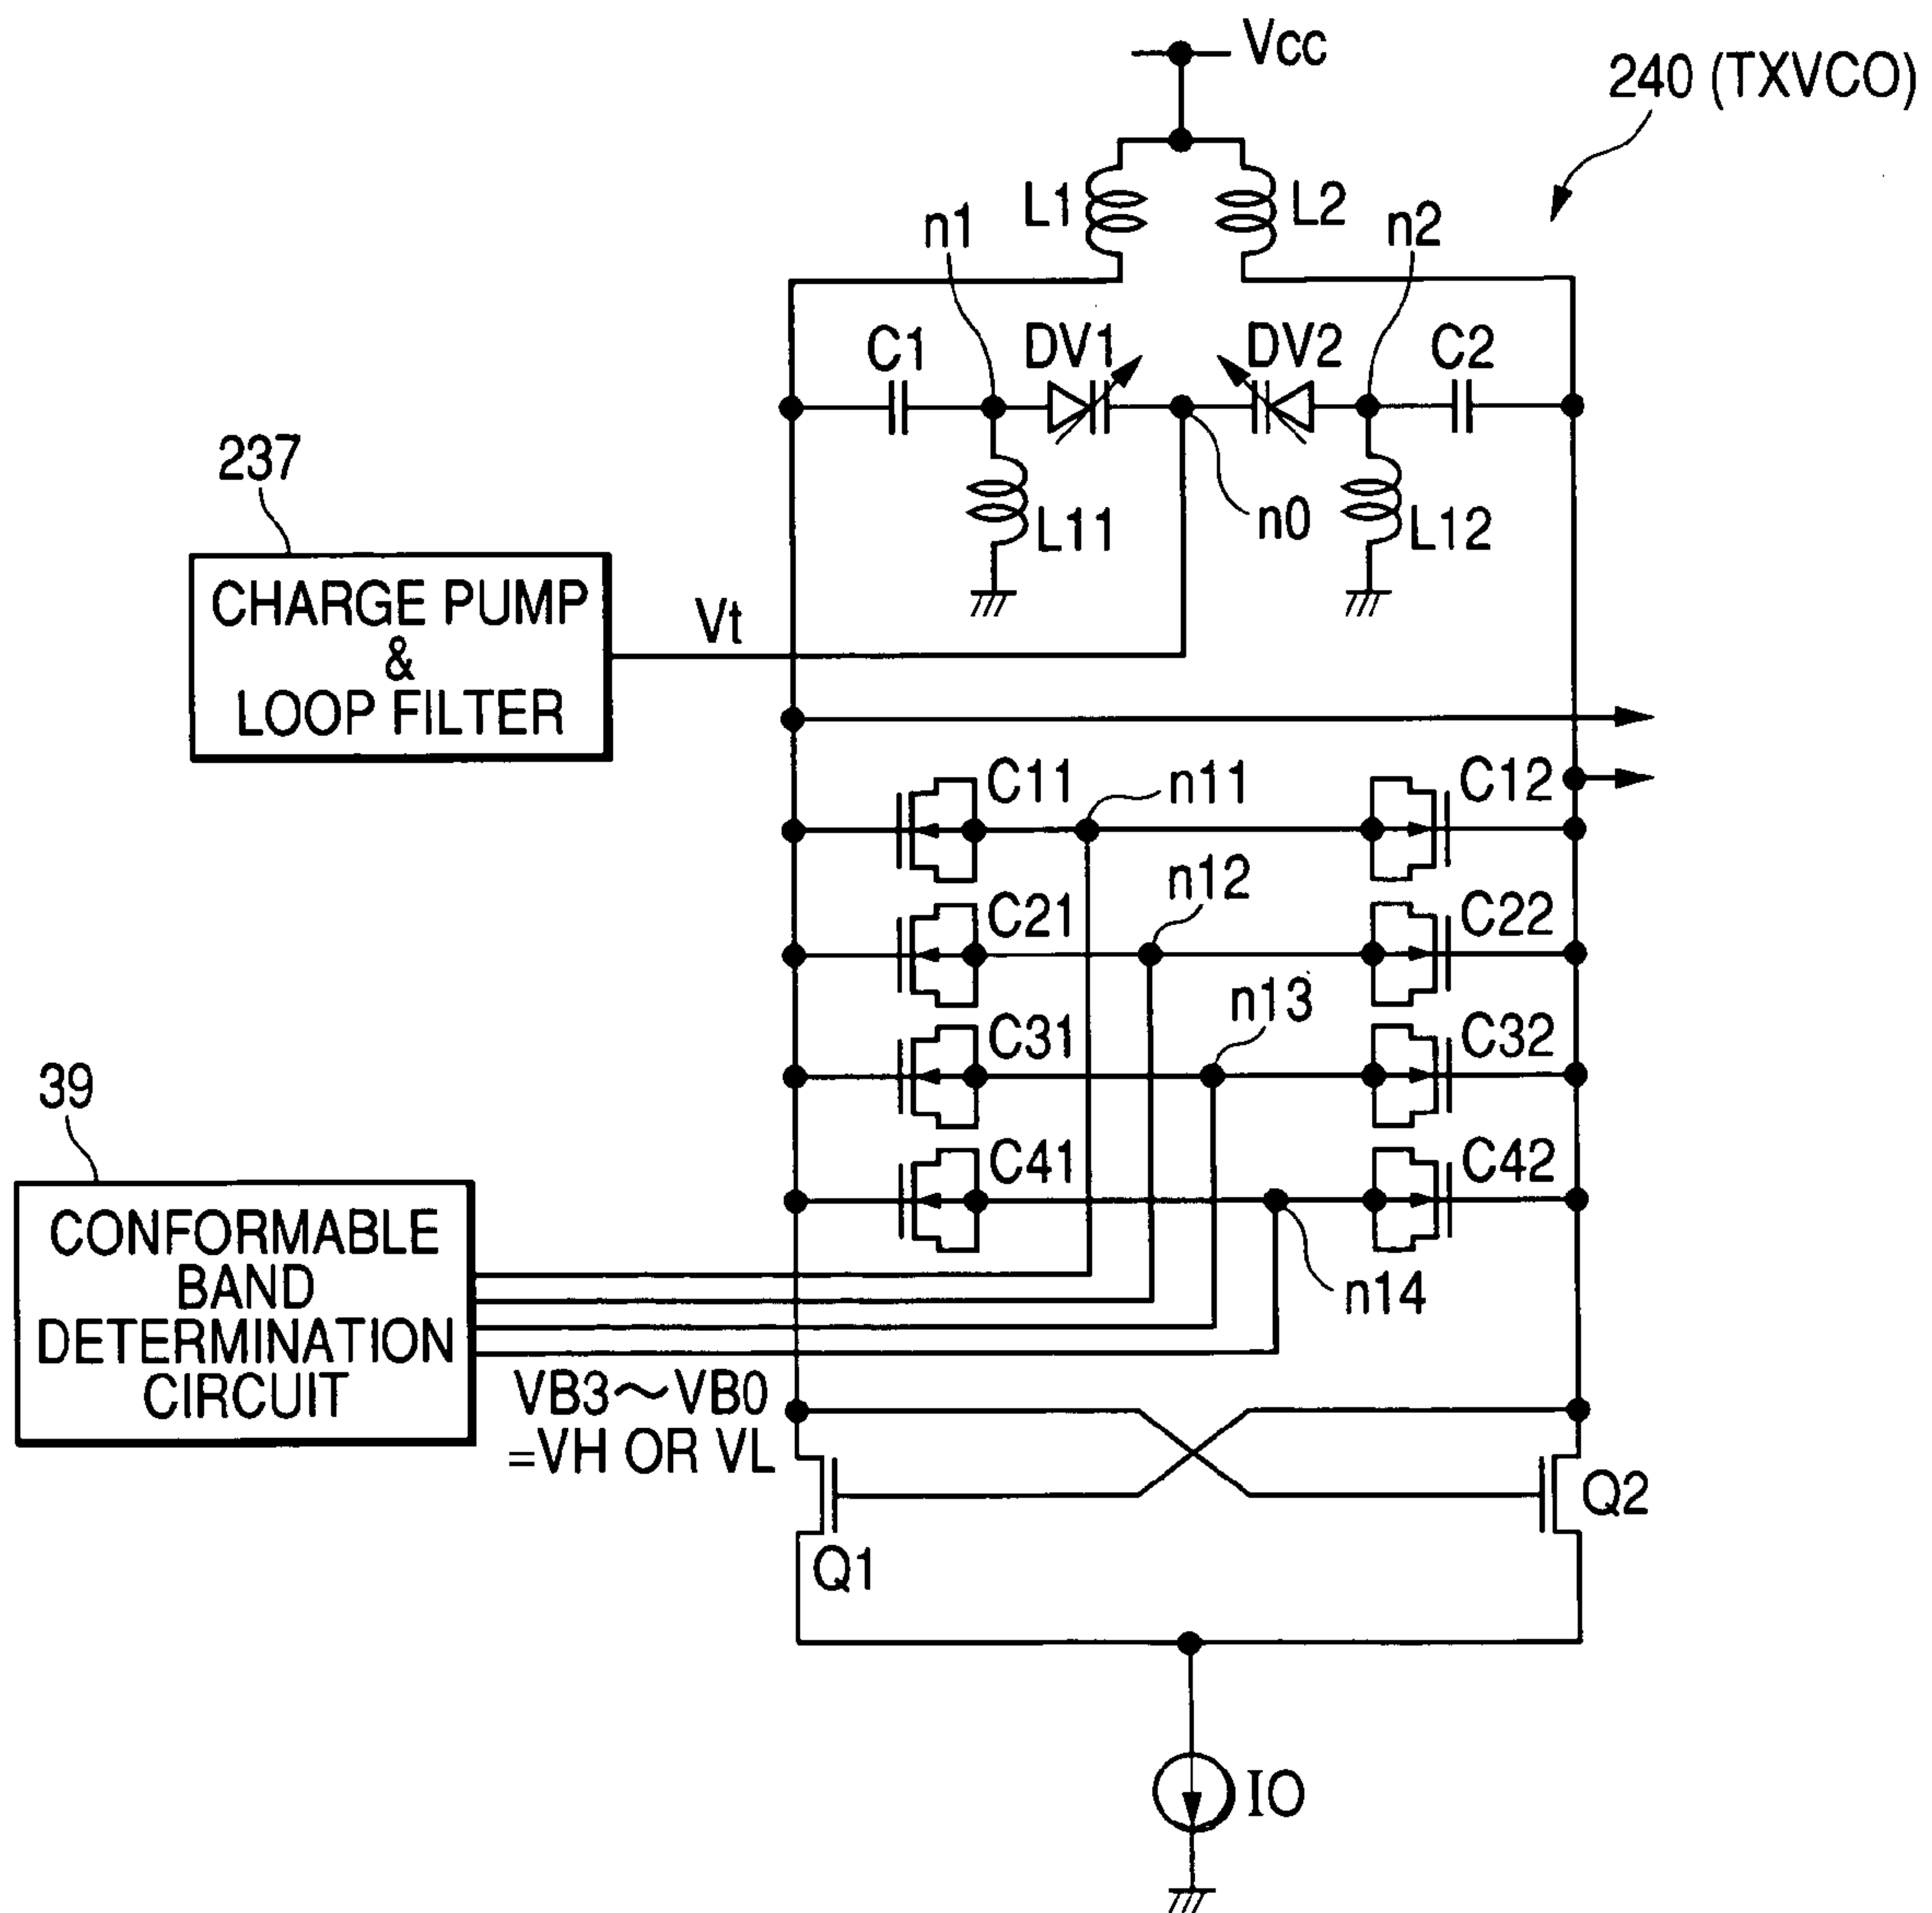 Vcc
240 (TXVCO)
L1
L2
n1
n2
C1
DV1
DV2
C2
237
L11
n0
L12
CHARGE PUMP
&
LOOP FILTER
Vt
C11
n11
C12
n12
C21
C22
n13
C31
C32
39
C41
C42
CONFORMABLE
BAND
DETERMINATION
CIRCUIT
n14
VB3～VB0
=VH OR VL
Q1
Q2
IO